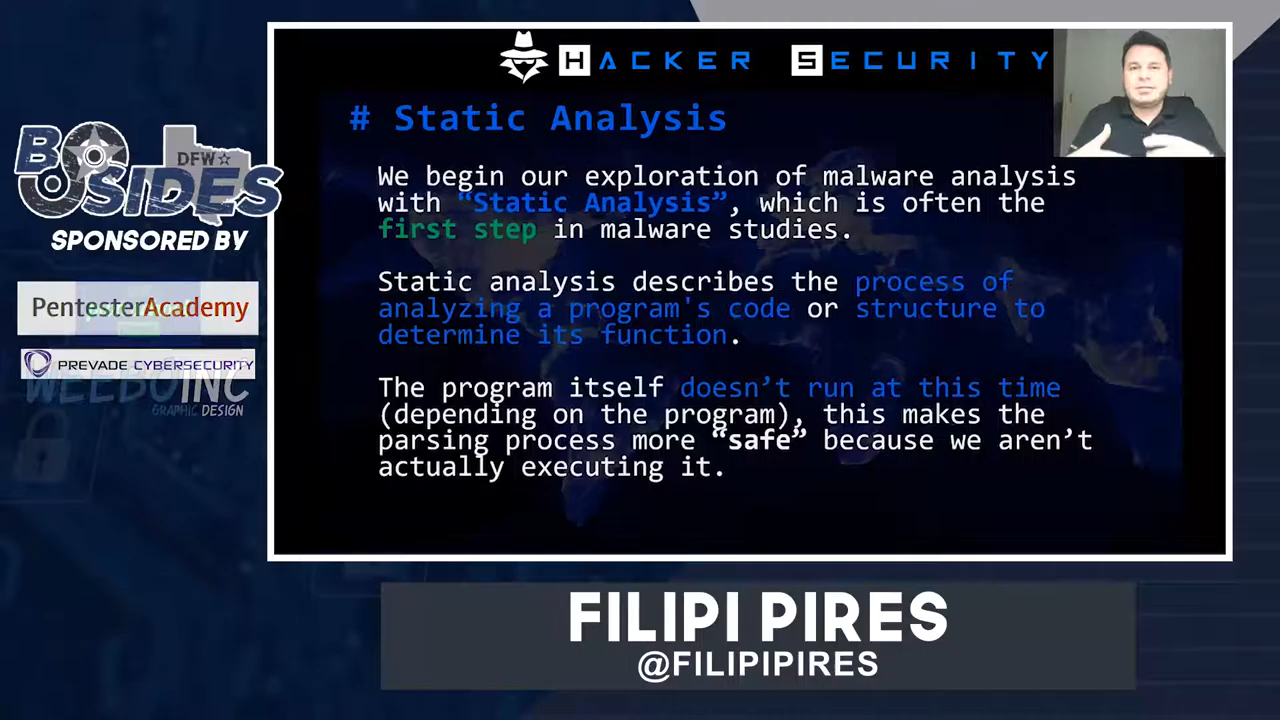 HACKER SECURITY
# Static Analysis
We begin our exploration of malware analysis
with “Static Analysis”, which is often the
first step in malware studies.
Static analysis describes the process of
analyzing a program's code or structure to
determine its function.
The program itself doesn’t run at this time
(depending on the program), this makes the
parsing process more “safe” because we aren’t
actually executing it.
BSIDES
DFW
SPONSORED BY
PentesterAcademy
PREVADE CYBERSECURITY
WEEBOINC
GRAPHIC DESIGN
FILIPI PIRES
@FILIPIPIRES